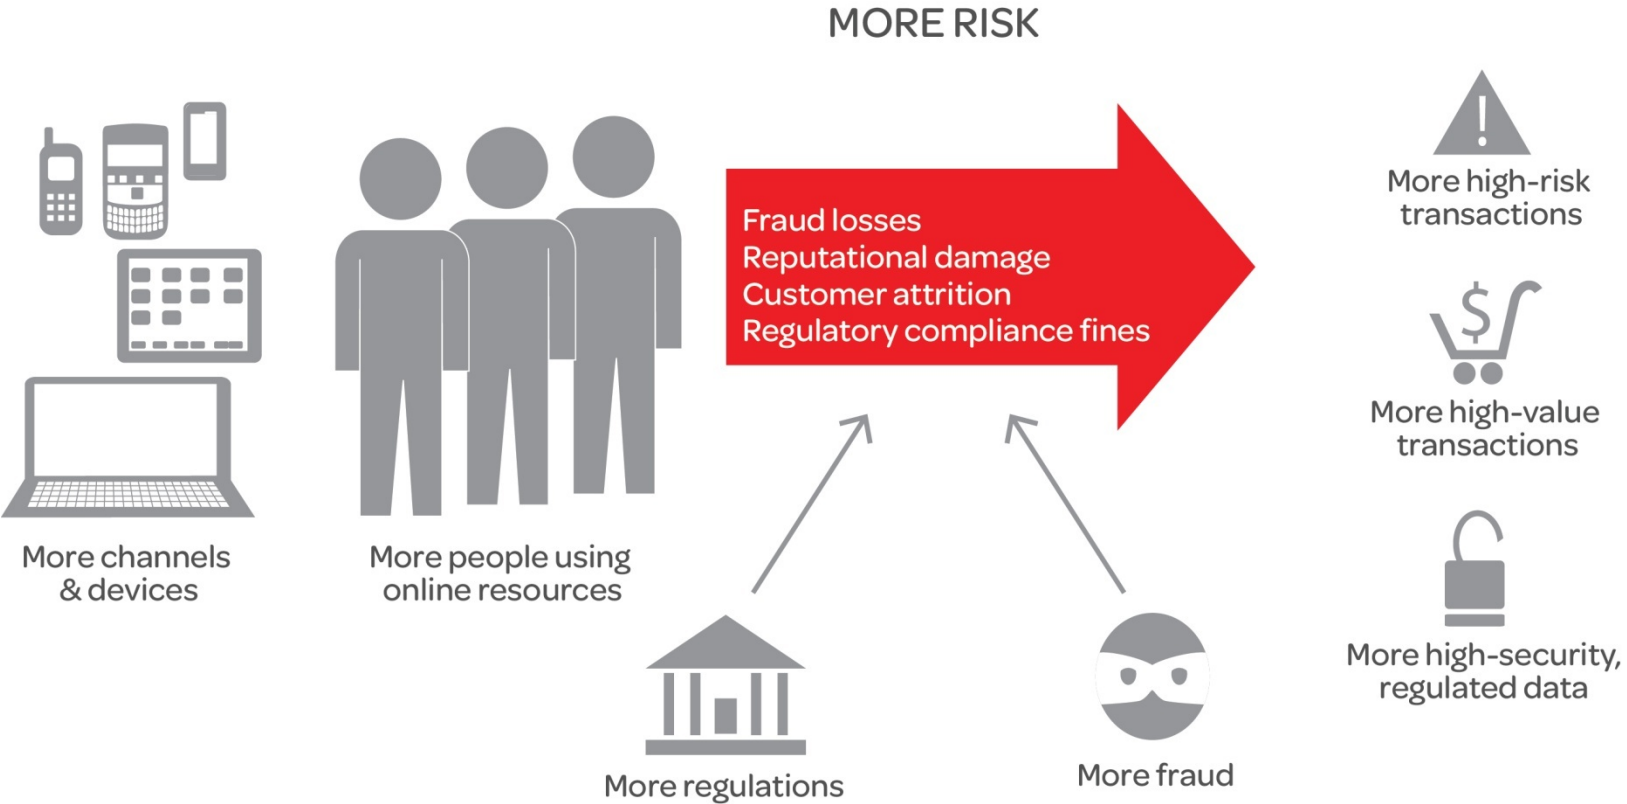 MORE RISK
More channels
& devices
More people using
online resources
Fraud losses
Reputational damage
Customer attrition
Regulatory compliance fines
More regulations
More fraud
!
More high-risk
transactions
$
More high-value
transactions
More high-security,
regulated data